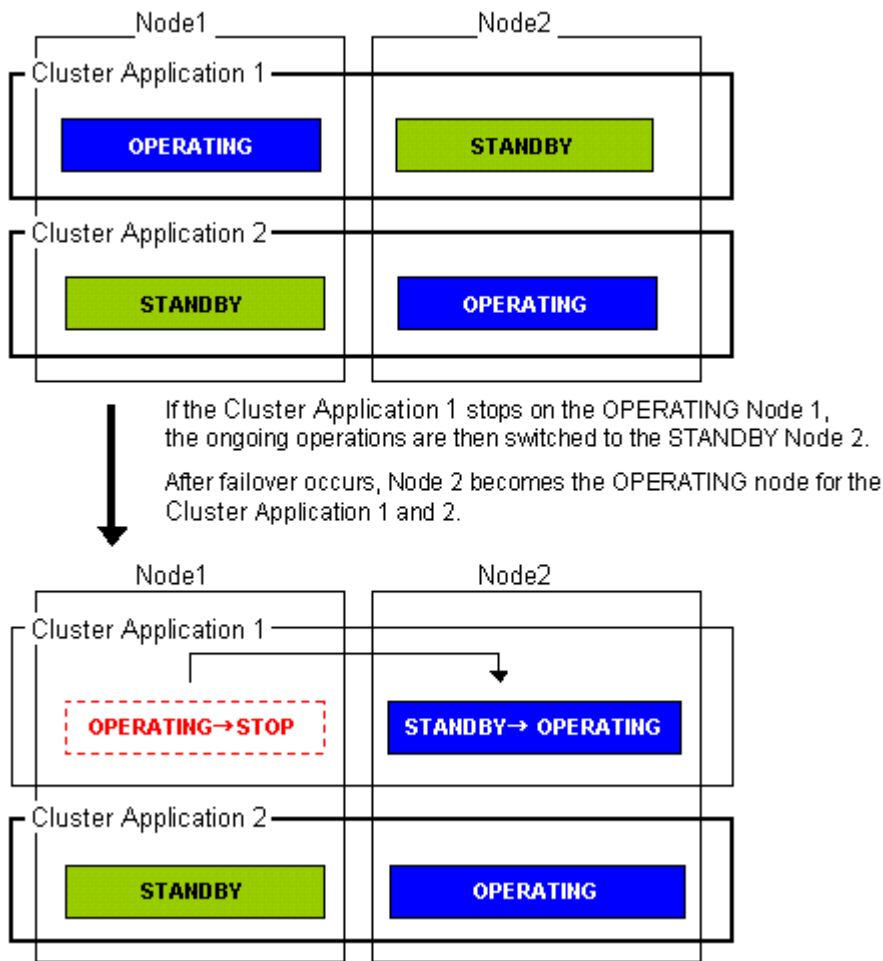 Node1
Node2
Cluster Application 1
OPERATING
STANDBY
Cluster Application 2
STANDBY
OPERATING
If the Cluster Application 1 stops on the OPERATING Node 1,
the ongoing operations are then switched to the STANDBY Node 2.
After failover occurs, Node 2 becomes the OPERATING node for the
Cluster Application 1 and 2.
Node1
Node2
Cluster Application 1
OPERATING→STOP
STANDBY→ OPERATING
Cluster Application 2
STANDBY
OPERATING